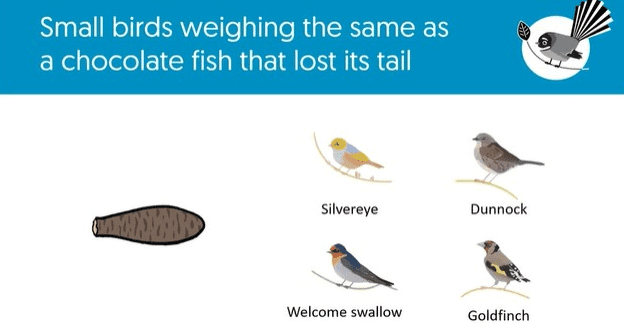 Small birds weighing the same as
a chocolate fish that lost its tail
Silvereye
Dunnock
Welcome swallow
Goldfinch